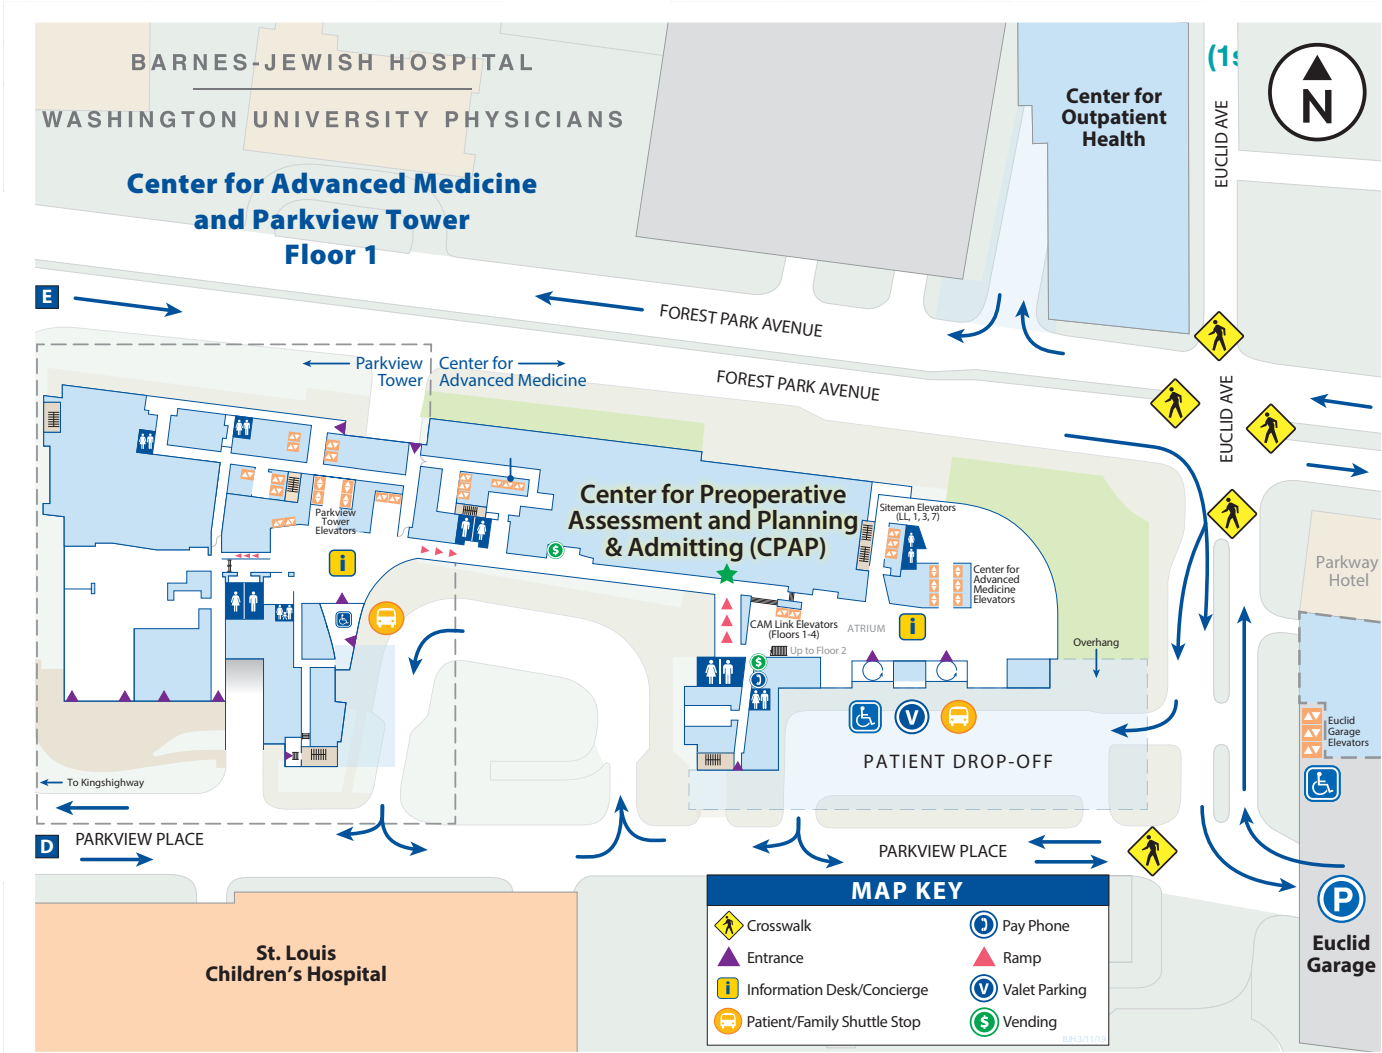 BARNES-JEWISH HOSPITAL
WASHINGTON UNIVERSITY PHYSICIANS
Center for Advanced Medicine
and Parkview Tower
Floor 1
Center for
Outpatient
Health
(1s
EUCLID AVE
N
E
FOREST PARK AVENUE
FOREST PARK AVENUE
EUCLID AVE
Parkview
Tower
Center for
Advanced Medicine
Center for Preoperative
Assessment and Planning
& Admitting (CPAP)
Siteman Elevators
(LL, 1, 3, 7)
Parkview
Tower
Elevators
i
$
Center for
Advanced
Medicine
Elevators
Parkway
Hotel
CAM Link Elevators
(Floors 1-4)
ATRIUM
i
Up to Floor 2
$
Overhang
V
PATIENT DROP-OFF
Euclid
Garage
Elevators
To Kingshighway
D
PARKVIEW PLACE
PARKVIEW PLACE
P
Euclid
Garage
St. Louis
Children's Hospital
MAP KEY
Crosswalk
Entrance
i Information Desk/Concierge
Patient/Family Shuttle Stop
Pay Phone
Ramp
V Valet Parking
$ Vending
BJH 3/11/19